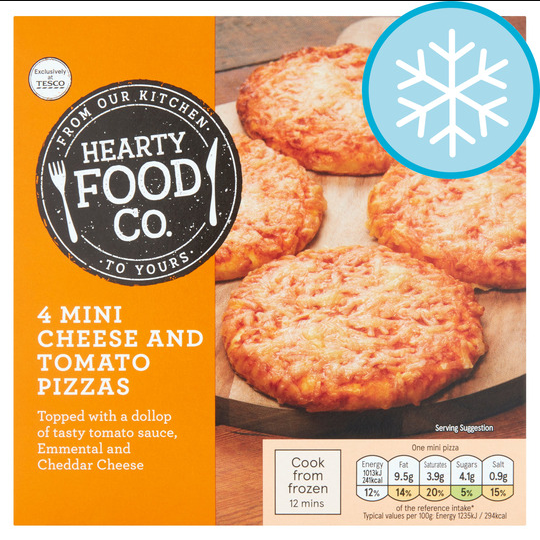 Exclusively
at
TESCO
· FROM OUR KITCHEN ·
HEARTY
FOOD
CO.
· TO YOURS ·
4 MINI
CHEESE AND
TOMATO
PIZZAS
Topped with a dollop
of tasty tomato sauce,
Emmental and
Cheddar Cheese
Serving Suggestion
Cook
from
frozen
12 mins
One mini pizza
Energy Fat Saturates Sugars Salt
1013kJ
241kcal 9.5g 3.9g 4.1g 0.9g
12% 14% 20% 5% 15%
of the reference intake*
Typical values per 100g: Energy 1235kJ / 294kcal